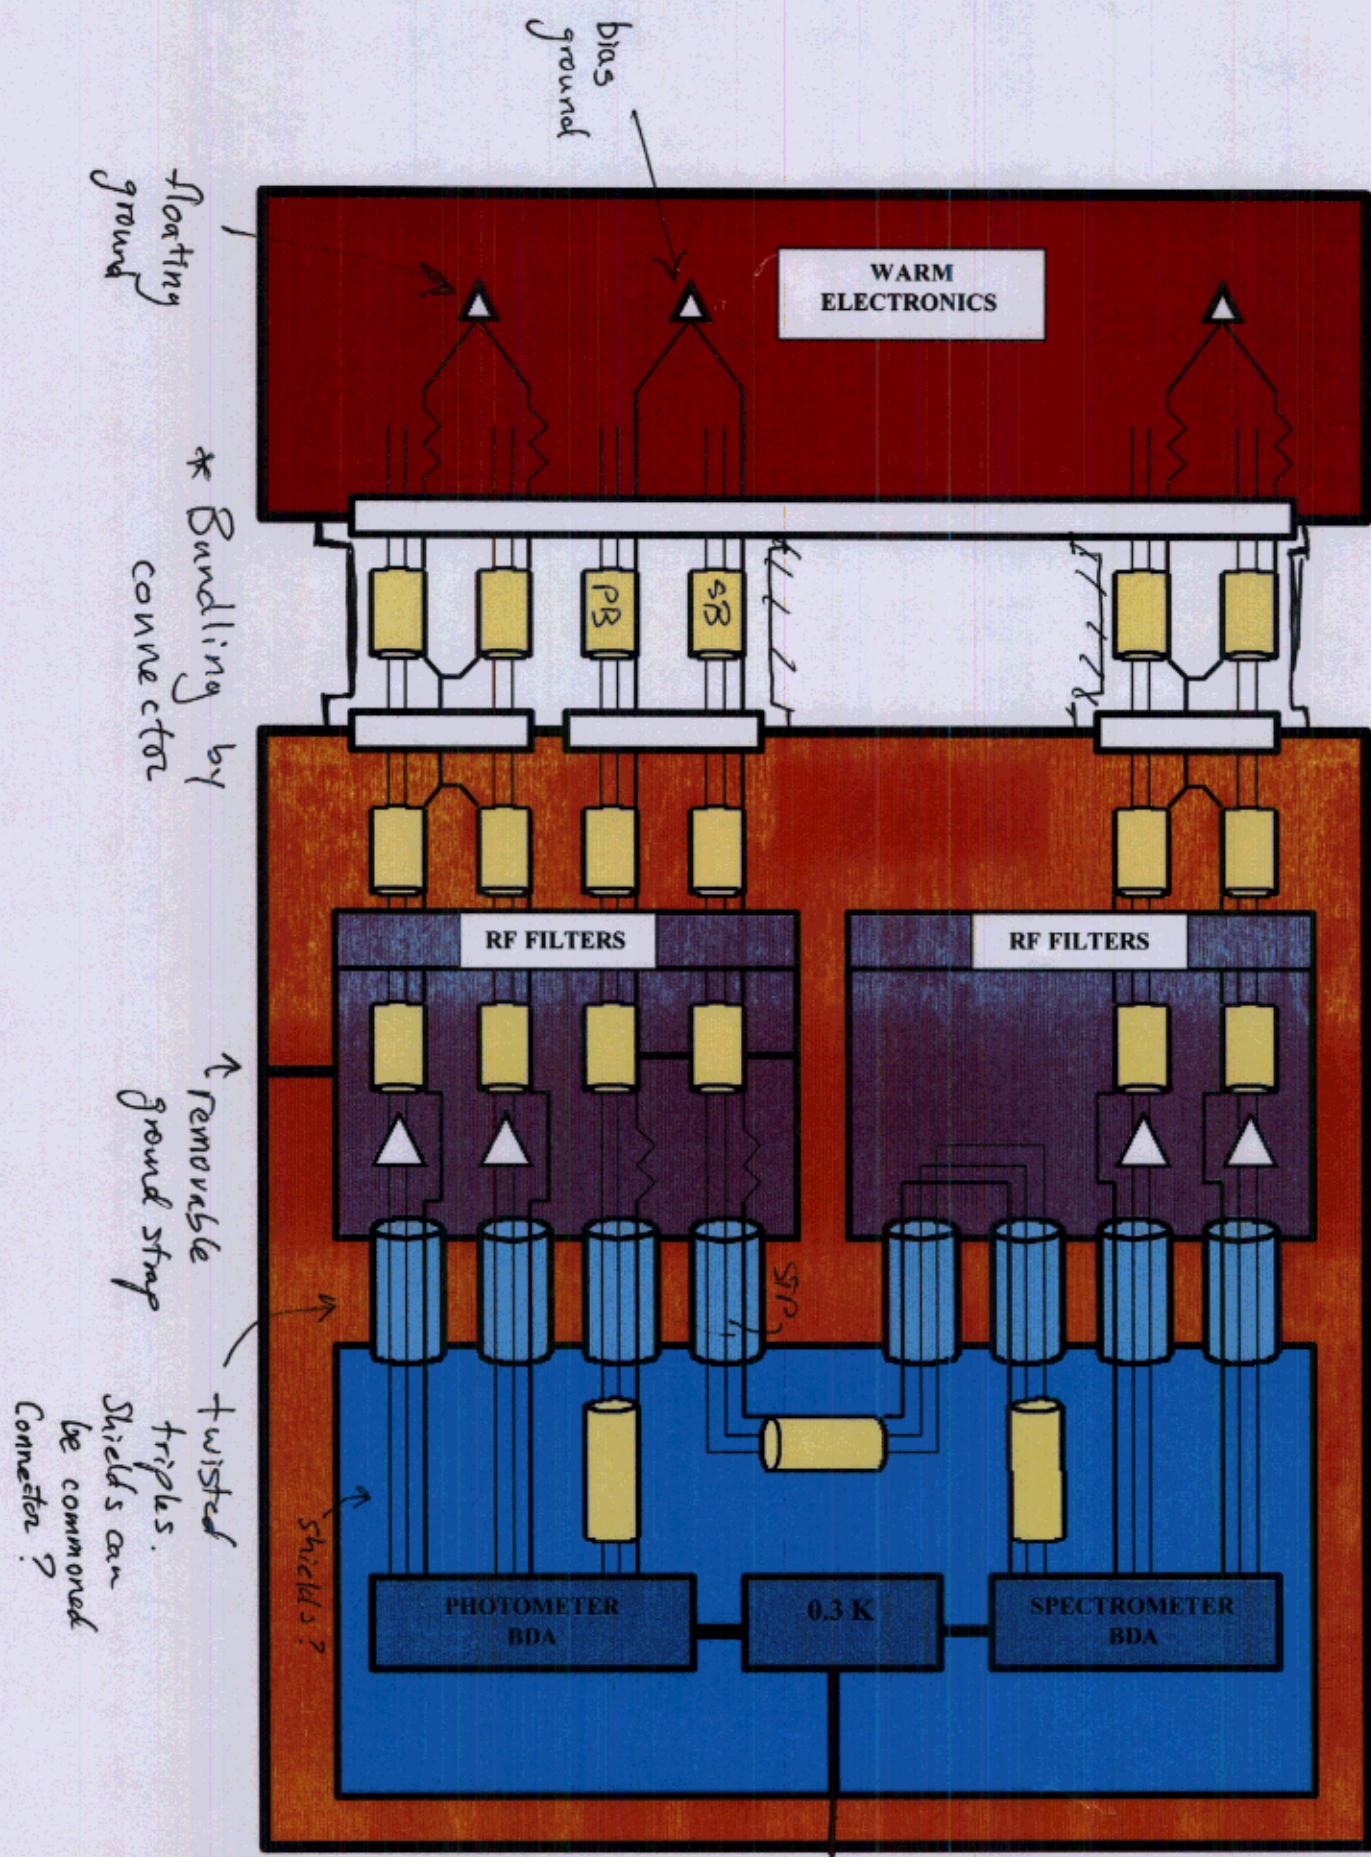 bias
ground
floating
ground
WARM
ELECTRONICS
* Bundling by
connector
PB
SB
RF FILTERS
RF FILTERS
removable
ground strap
STP
twisted
triples.
Shields can
be commoned
Connector?
shields?
PHOTOMETER
BDA
0.3 K
SPECTROMETER
BDA